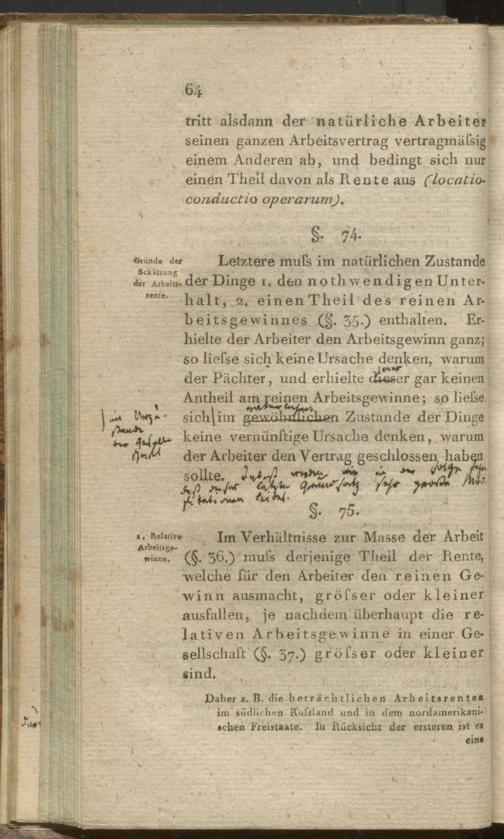 64
tritt alsdann der natürliche Arbeiter
seinen ganzen Arbeitsvertrag vertragmäſsig
einem Anderen ab, und bedingt sich nur
einen Theil davon als Rente aus (locatio-
conductio operarum).
§. 74.
Gründe der
Schätzung
der Arbeits-
rente.
Letztere muſs im natürlichen Zustande
der Dinge 1. den nothwendigen Unter-
halt, 2. einen Theil des reinen Ar-
beitsgewinnes (§. 35.) enthalten. Er-
hielte der Arbeiter den Arbeitsgewinn ganz;
so lieſse sich keine Ursache denken, warum
der Pächter, und erhielte dieser gar keinen
Antheil am reinen Arbeitsgewinne; so lieſse
sich im gewöhnlichen Zustande der Dinge
keine vernünftige Ursache denken, warum
der Arbeiter den Vertrag geschlossen haben
sollte.
§. 75.
1. Relative
Arbeitsge-
winne.
Im Verhältnisse zur Masse der Arbeit
(§. 36.) muſs derjenige Theil der Rente,
welche für den Arbeiter den reinen Ge-
winn ausmacht, gröſser oder kleiner
ausfallen, je nachdem überhaupt die re-
lativen Arbeitsgewinne in einer Ge-
sellschaft (§. 37.) gröſser oder kleiner
sind.
Daher z. B. die beträchtlichen Arbeitsrenten
im südlichen Ruſsland und in dem nordamerikani-
schen Freistaate. In Rücksicht der ersteren ist es
eine